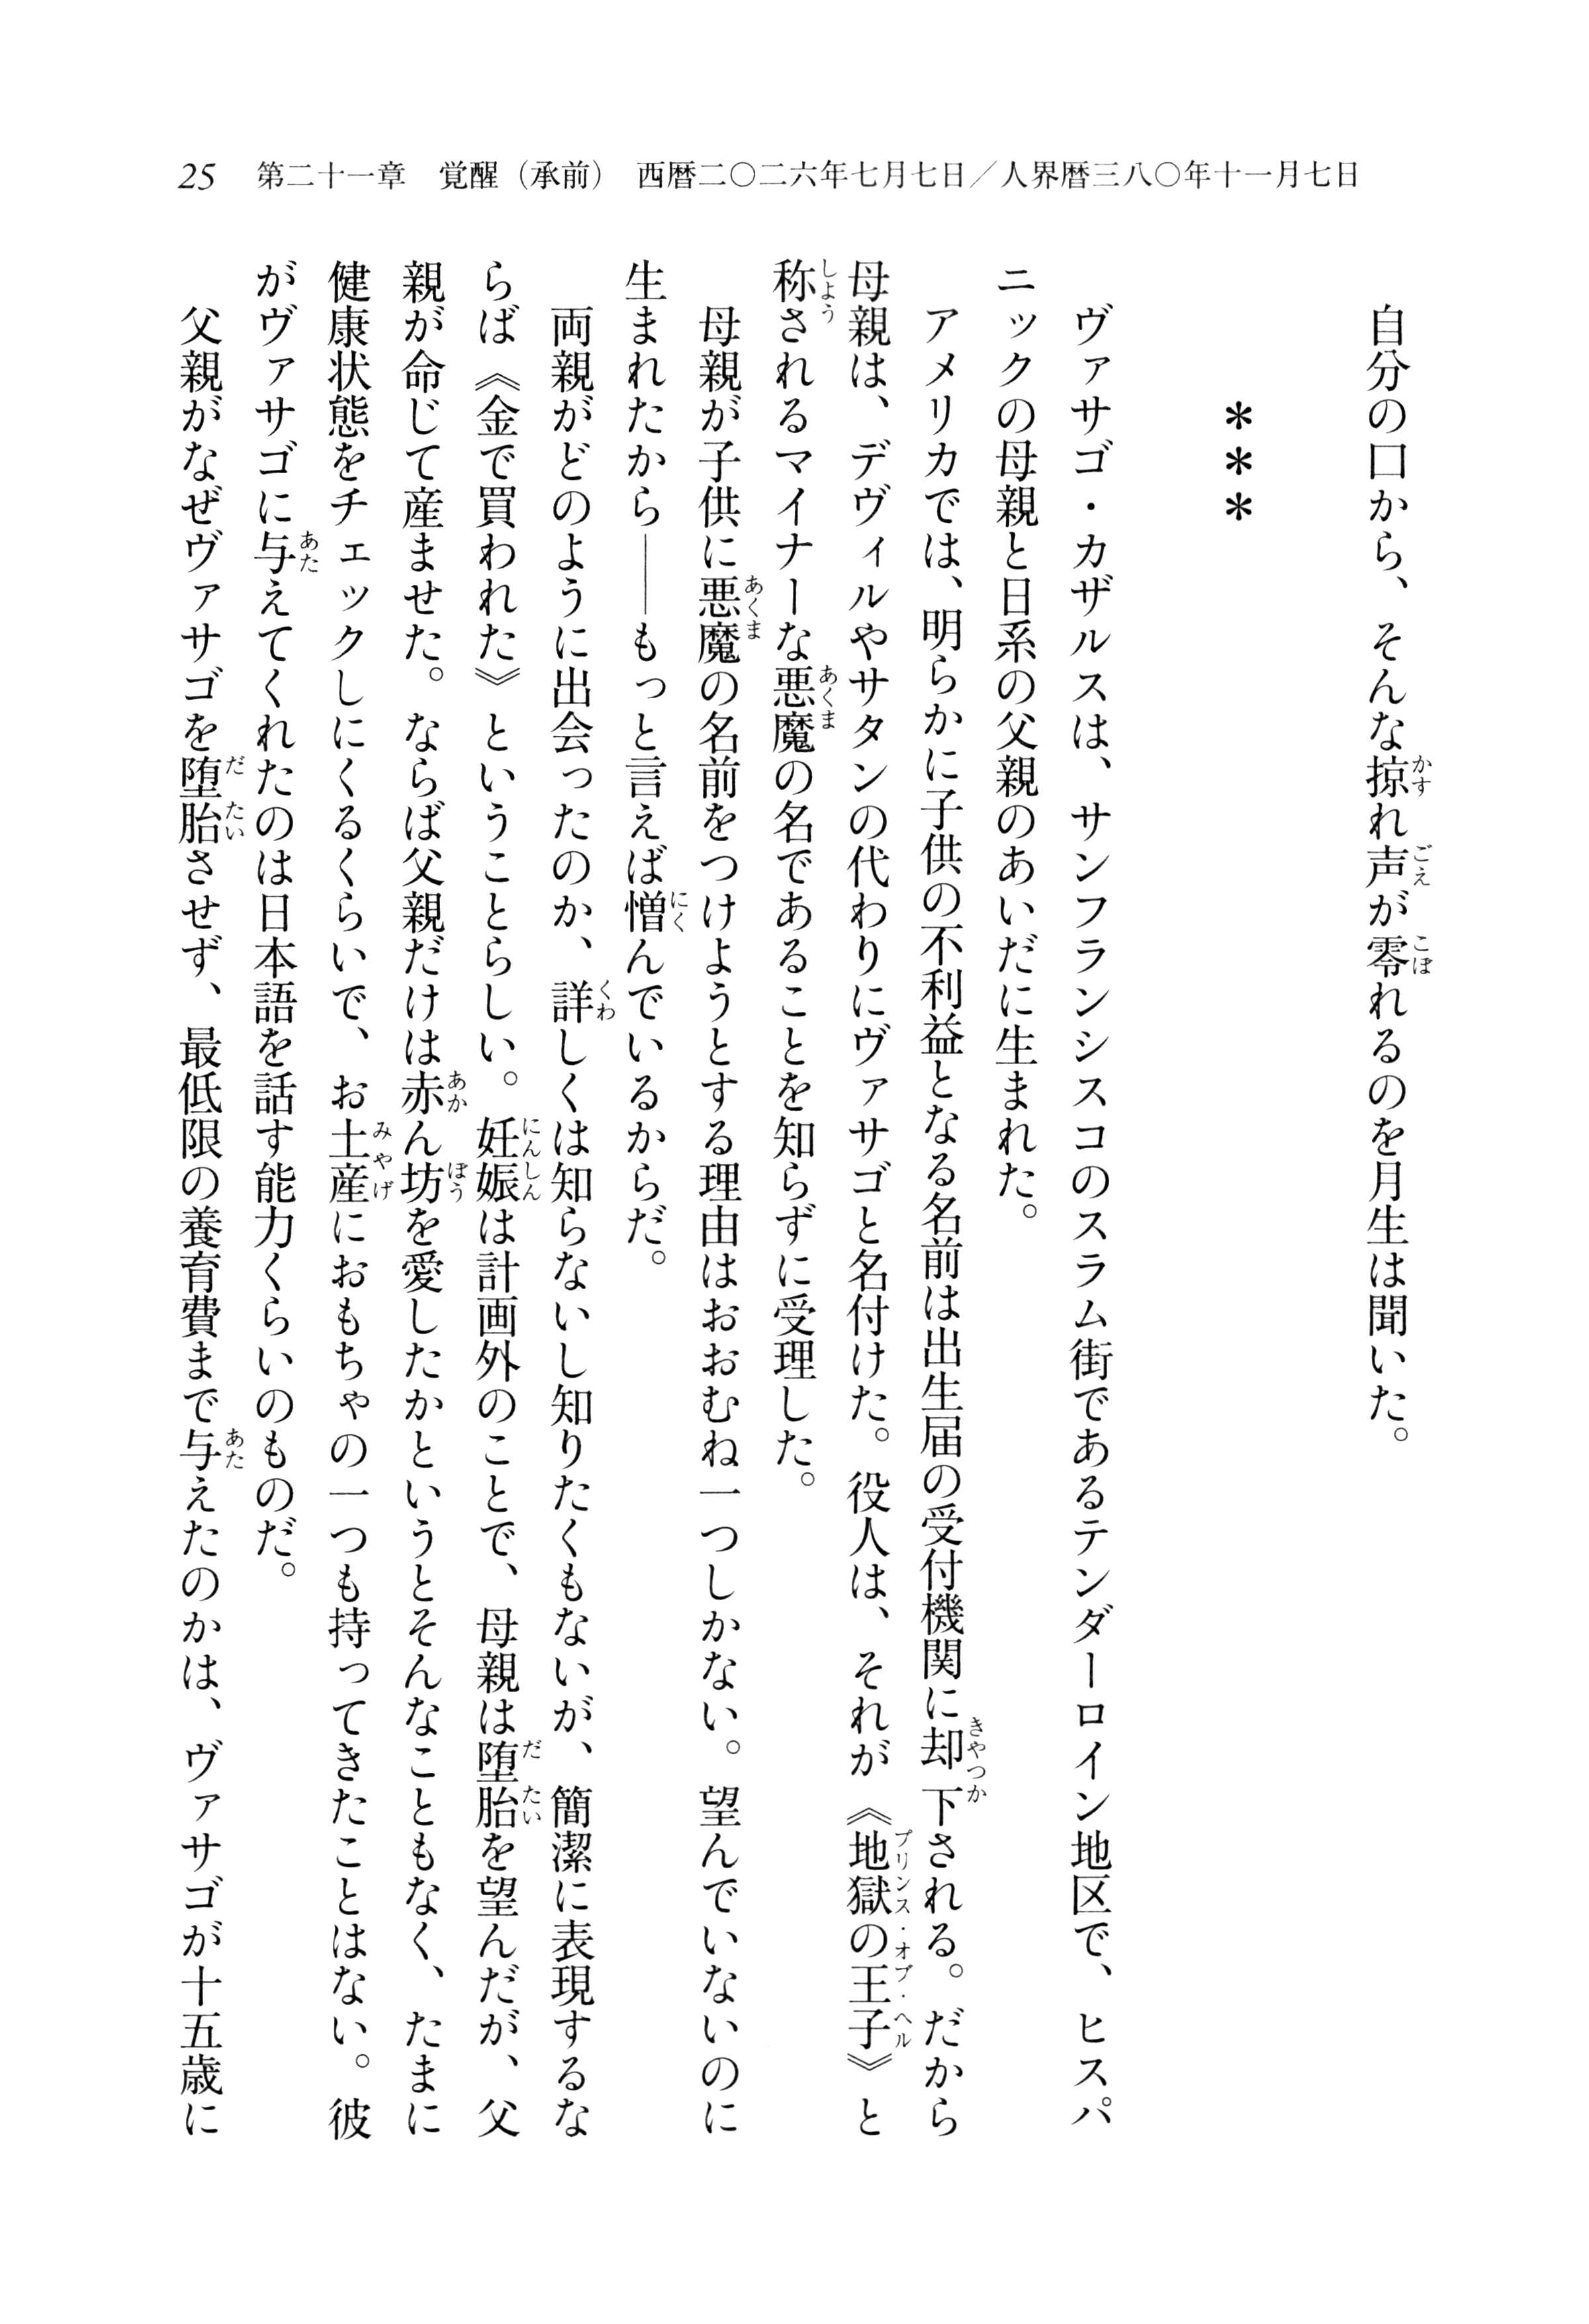 25 第二十一章 覚醒（承前） 西暦二〇二六年七月七日／人界暦三八〇年十一月七日
自分の口から、そんな掠れ声が零れるのを月生は聞いた。
＊＊＊
ヴァサゴ・カザルスは、サンフランシスコのスラム街であるテンダーロイン地区で、ヒスパ
ニックの母親と日系の父親のあいだに生まれた。
アメリカでは、明らかに子供の不利益となる名前は出生届の受付機関に却下される。だから
母親は、デヴィルやサタンの代わりにヴァサゴと名付けた。役人は、それが《地獄の王子》と
称されるマイナーな悪魔の名であることを知らずに受理した。
母親が子供に悪魔の名前をつけようとする理由はおおむね一つしかない。望んでいないのに
生まれたから――もっと言えば憎んでいるからだ。
両親がどのように出会ったのか、詳しくは知らないし知りたくもないが、簡潔に表現するな
らば《金で買われた》ということらしい。妊娠は計画外のことで、母親は堕胎を望んだが、父
親が命じて産ませた。ならば父親だけは赤ん坊を愛したかというとそんなこともなく、たまに
健康状態をチェックしにくるくらいで、お土産におもちゃの一つも持ってきたことはない。彼
がヴァサゴに与えてくれたのは日本語を話す能力くらいのものだ。
父親がなぜヴァサゴを堕胎させず、最低限の養育費まで与えたのかは、ヴァサゴが十五歳に